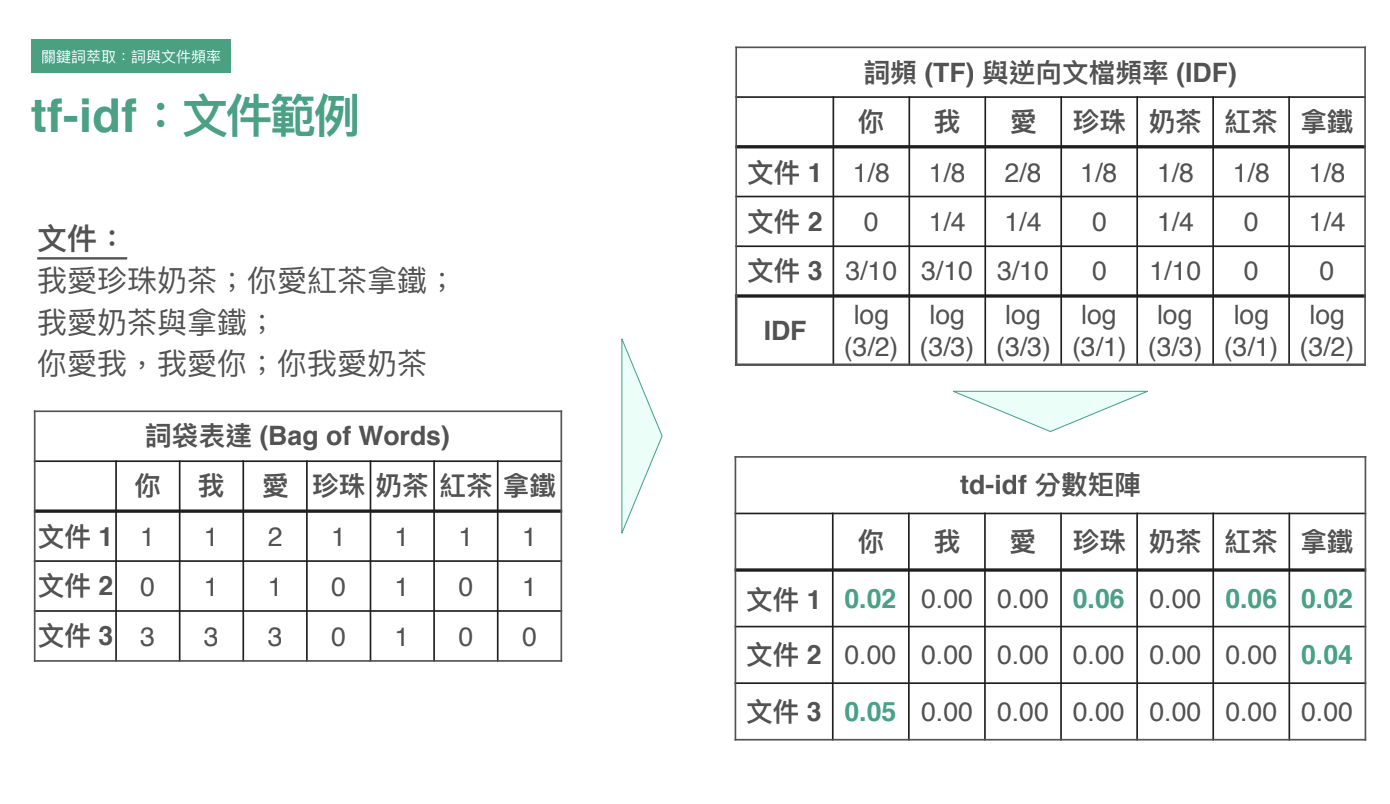 關鍵詞萃取：詞與文件頻率
tf-idf：文件範例
文件：
我愛珍珠奶茶；你愛紅茶拿鐵；
我愛奶茶與拿鐵；
你愛我，我愛你；你我愛奶茶
詞袋表達 (Bag of Words)
你 我 愛 珍珠 奶茶 紅茶 拿鐵
文件 1 1 1 2 1 1 1 1
文件 2 0 1 1 0 1 0 1
文件 3 3 3 3 0 1 0 0
詞頻 (TF) 與逆向文檔頻率 (IDF)
你 我 愛 珍珠 奶茶 紅茶 拿鐵
文件 1 1/8 1/8 2/8 1/8 1/8 1/8 1/8
文件 2 0 1/4 1/4 0 1/4 0 1/4
文件 3 3/10 3/10 3/10 0 1/10 0 0
IDF log (3/2) log (3/3) log (3/3) log (3/1) log (3/3) log (3/1) log (3/2)
td-idf 分數矩陣
你 我 愛 珍珠 奶茶 紅茶 拿鐵
文件 1 0.02 0.00 0.00 0.06 0.00 0.06 0.02
文件 2 0.00 0.00 0.00 0.00 0.00 0.00 0.04
文件 3 0.05 0.00 0.00 0.00 0.00 0.00 0.00